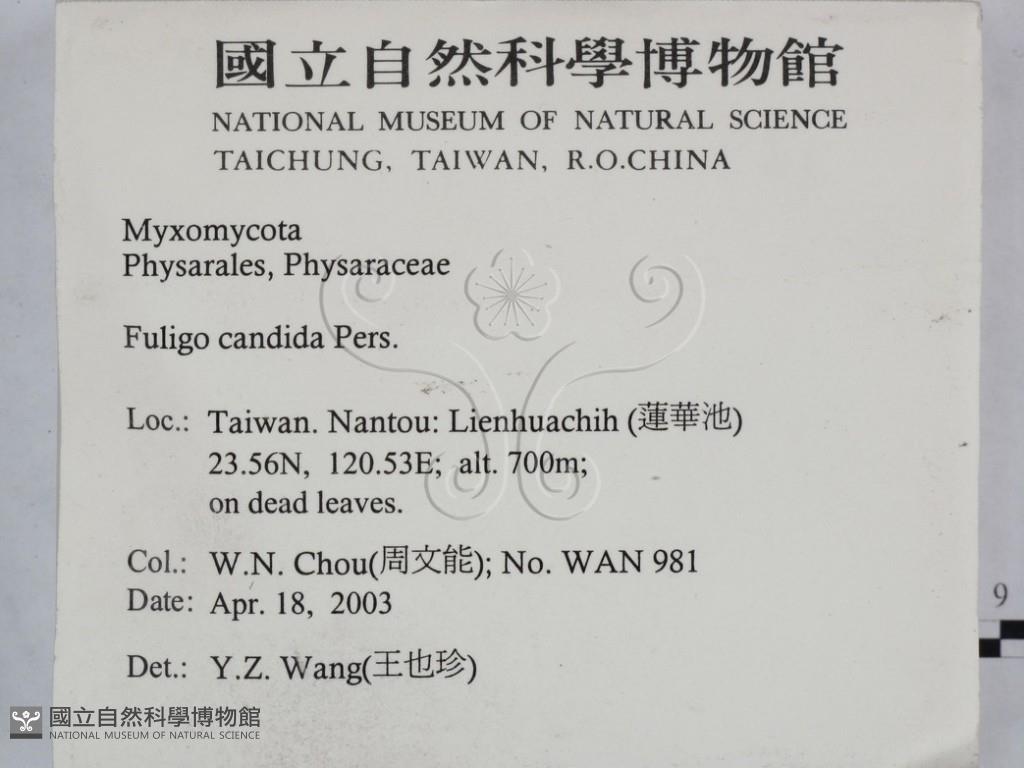 國立自然科學博物館
NATIONAL MUSEUM OF NATURAL SCIENCE
TAICHUNG, TAIWAN, R.O.CHINA
Myxomycota
Physarales, Physaraceae
Fuligo candida Pers.
Loc.: Taiwan. Nantou: Lienhuachih (蓮華池)
23.56N, 120.53E; alt. 700m;
on dead leaves.
Col.: W.N. Chou(周文能); No. WAN 981
Date: Apr. 18, 2003
Det.: Y.Z. Wang(王也珍)
9
國立自然科學博物館
NATIONAL MUSEUM OF NATURAL SCIENCE